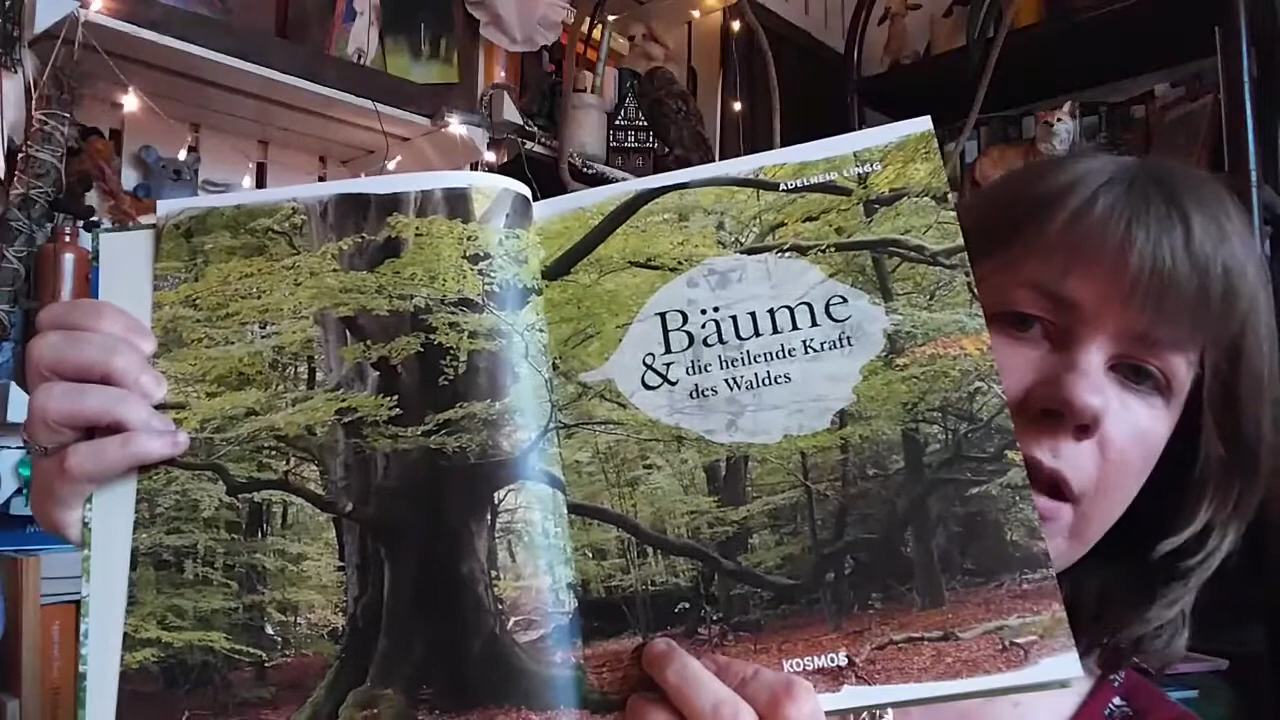 ADELHEID LINGG
Bäume
& die heilende Kraft
des Waldes
KOSMOS